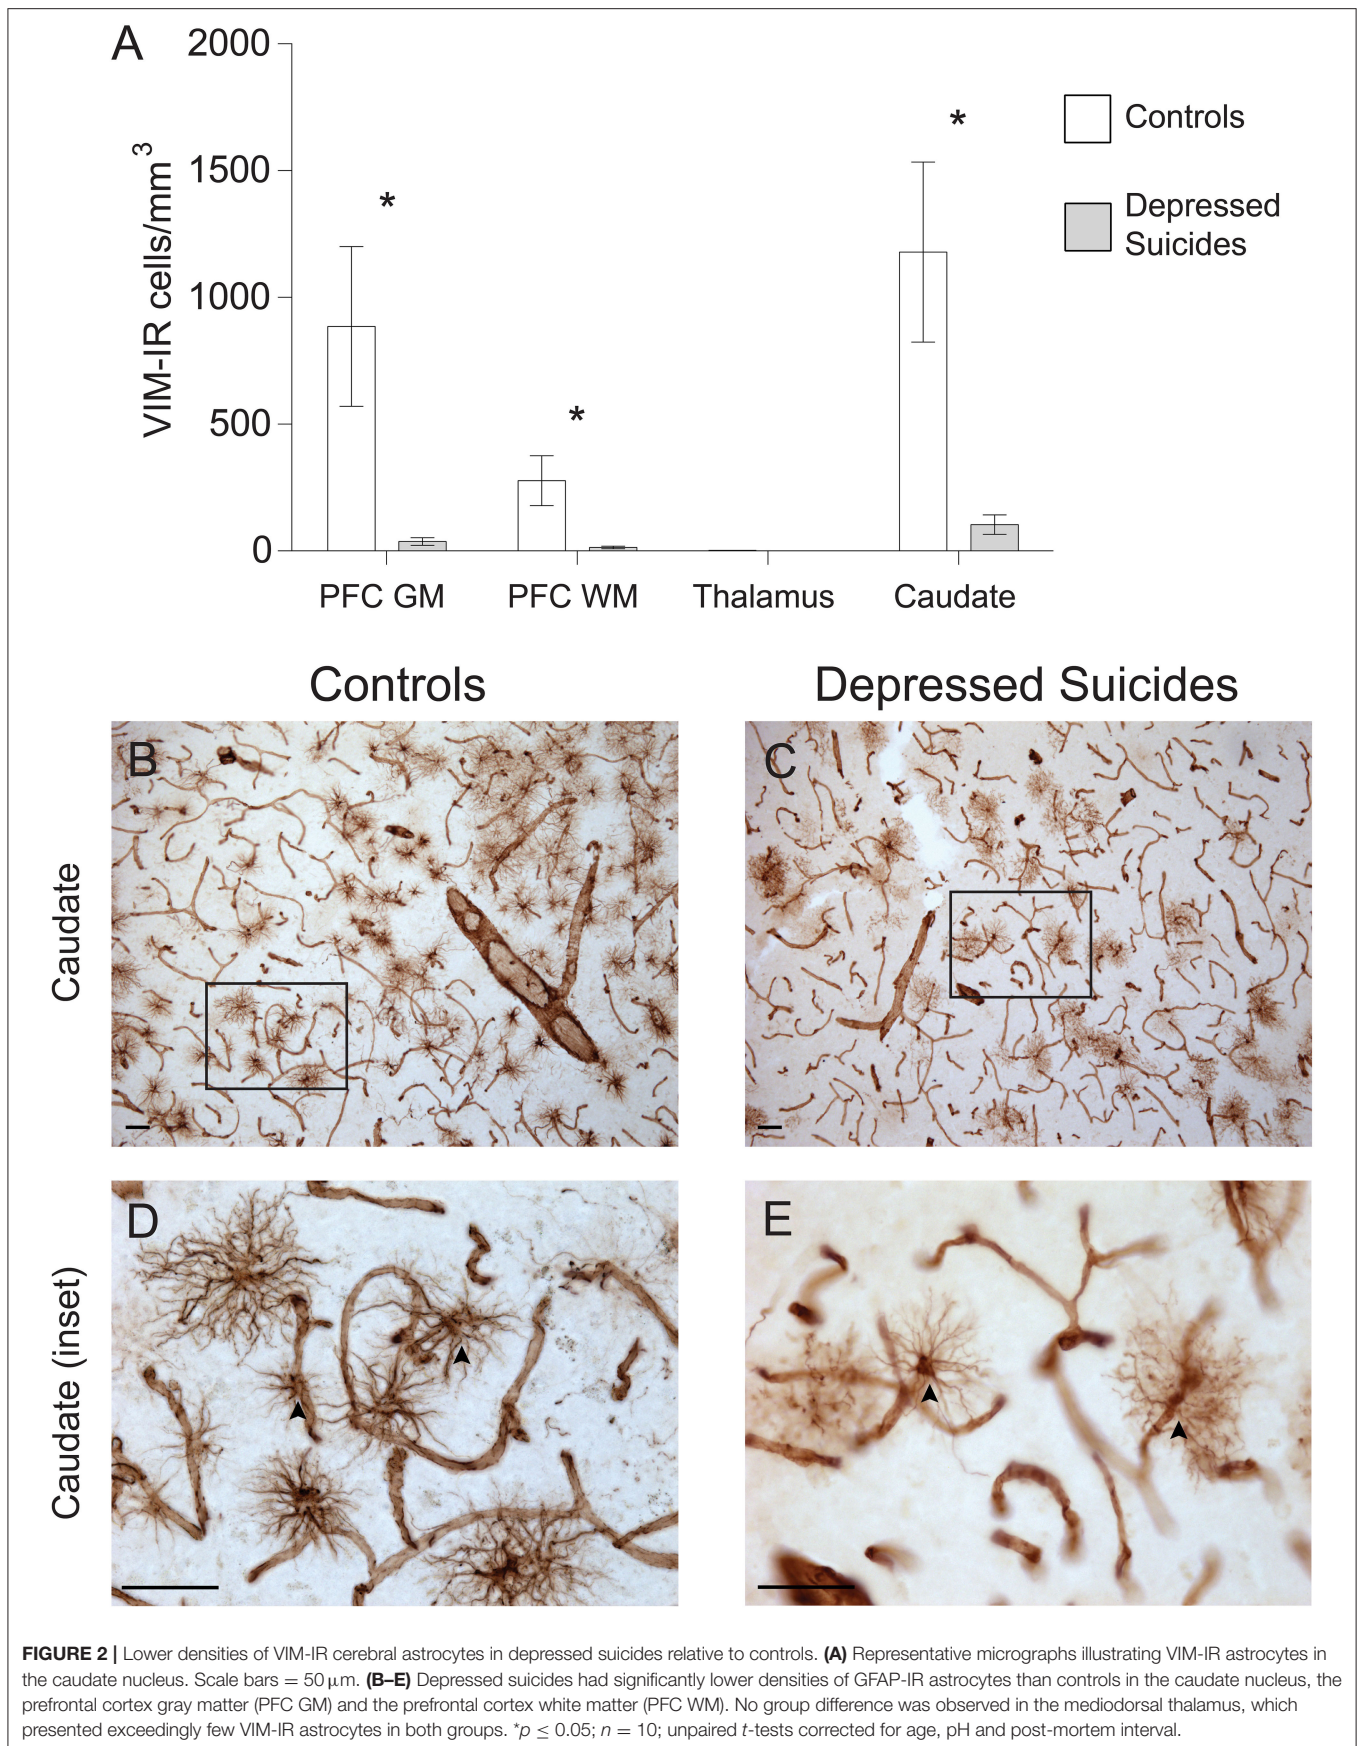 A
2000
1500
1000
500
0
VIM-IR cells/mm³
*
*
*
Controls
Depressed
Suicides
PFC GM
PFC WM
Thalamus
Caudate
Controls
Depressed Suicides
Caudate
B
C
Caudate (inset)
D
E
FIGURE 2 | Lower densities of VIM-IR cerebral astrocytes in depressed suicides relative to controls. (A) Representative micrographs illustrating VIM-IR astrocytes in
the caudate nucleus. Scale bars = 50 μm. (B–E) Depressed suicides had significantly lower densities of GFAP-IR astrocytes than controls in the caudate nucleus, the
prefrontal cortex gray matter (PFC GM) and the prefrontal cortex white matter (PFC WM). No group difference was observed in the mediodorsal thalamus, which
presented exceedingly few VIM-IR astrocytes in both groups. *p ≤ 0.05; n = 10; unpaired t-tests corrected for age, pH and post-mortem interval.